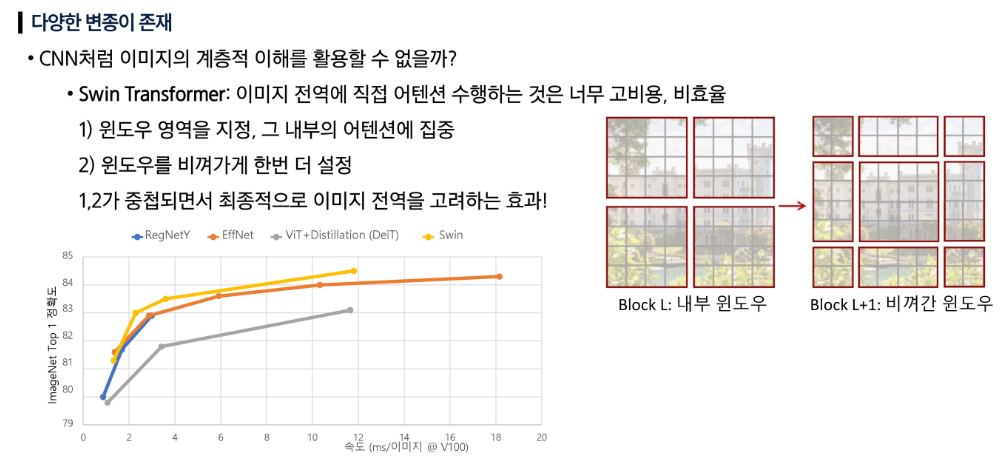 다양한 변종이 존재
• CNN처럼 이미지의 계층적 이해를 활용할 수 없을까?
• Swin Transformer: 이미지 전역에 직접 어텐션 수행하는 것은 너무 고비용, 비효율
1) 윈도우 영역을 지정, 그 내부의 어텐션에 집중
2) 윈도우를 비껴가게 한번 더 설정
1,2가 중첩되면서 최종적으로 이미지 전역을 고려하는 효과!
RegNetY EffNet ViT+Distillation (DeiT) Swin
85
84
83
82
81
80
79
ImageNet Top 1 정확도
0 2 4 6 8 10 12 14 16 18 20
속도 (ms/이미지 @ V100)
Block L: 내부 윈도우
Block L+1: 비껴간 윈도우